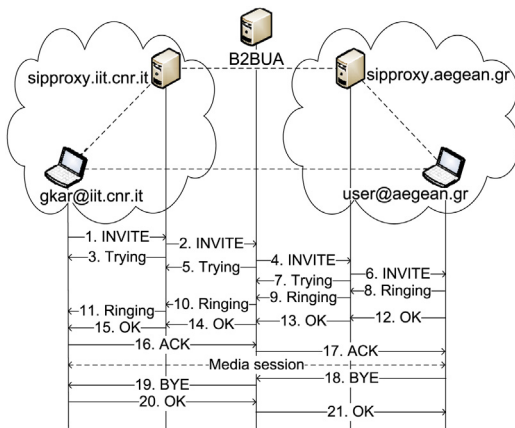 B2BUA
sipproxy.iit.cnr.it
sipproxy.aegean.gr
gkar@iit.cnr.it
user@aegean.gr
1. INVITE
2. INVITE
3. Trying
4. INVITE
5. Trying
6. INVITE
7. Trying
8. Ringing
9. Ringing
10. Ringing
11. Ringing
12. OK
13. OK
14. OK
15. OK
16. ACK
17. ACK
Media session
18. BYE
19. BYE
20. OK
21. OK